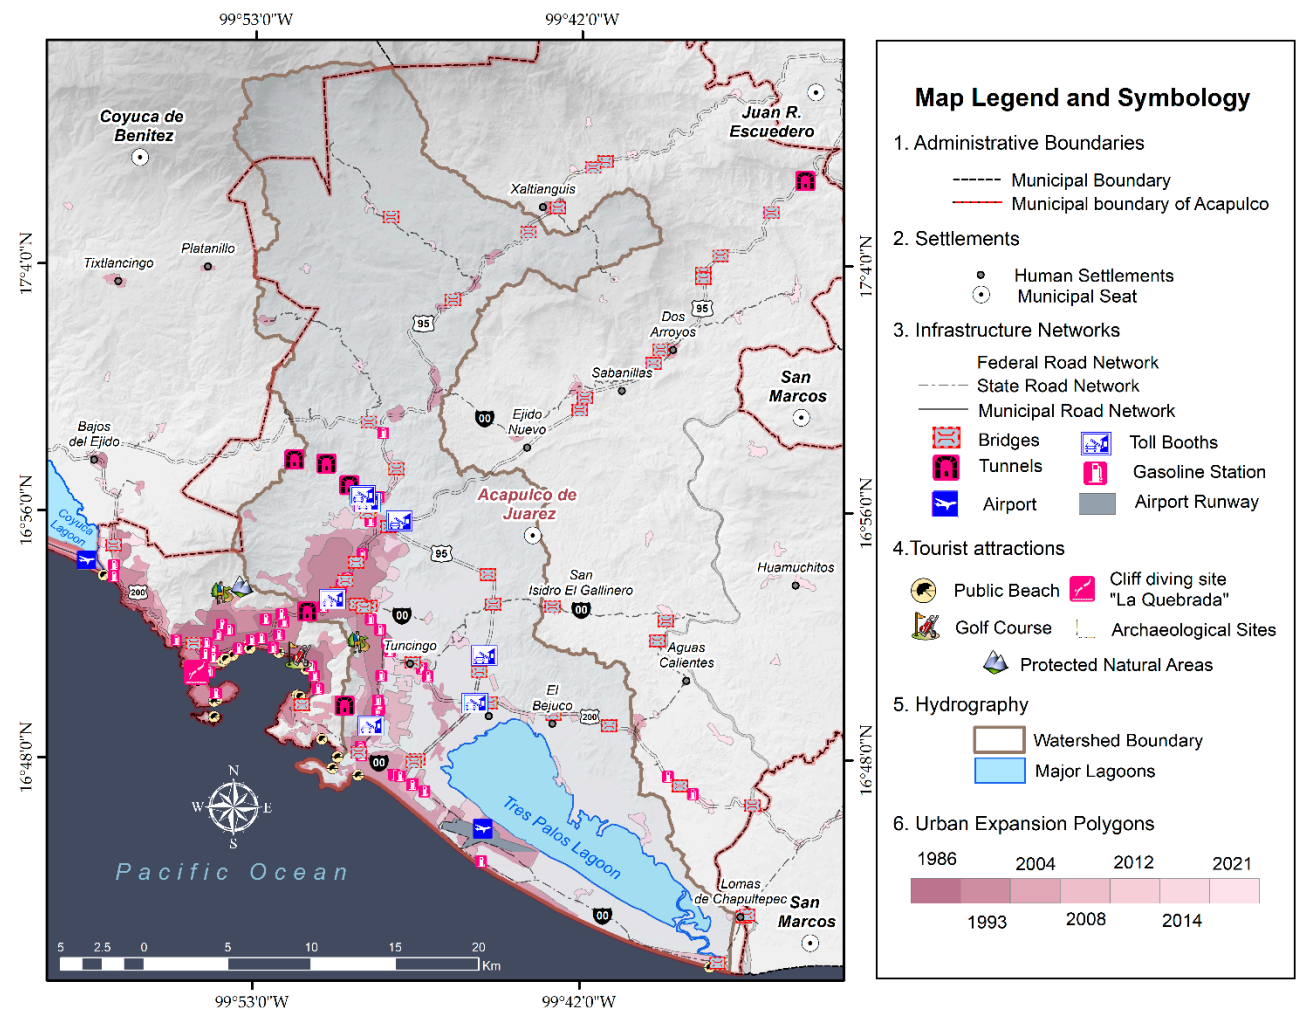 99°53'0"W
99°42'0"W
Coyuca de
Benitez
Juan R.
Escuedero
Xaltianguis
Platanillo
Tixtlancingo
17°4'0"N
17°4'0"N
95
95
Dos
Arroyos
Sabanillas
San
Marcos
00
Ejido
Nuevo
Bajos
del Ejido
Acapulco de
Juarez
16°56'0"N
16°56'0"N
Coyuca
Lagoon
95
San
Isidro El Gallinero
00
Huamuchitos
200
00
Tuncingo
Aguas
Calientes
El
Bejuco
200
16°48'0"N
16°48'0"N
00
N
W
E
S
Tres Palos Lagoon
Pacific Ocean
Lomas
de Chapultepec
San
Marcos
00
5
2.5
0
5
10
15
20
Km
99°53'0"W
99°42'0"W
Map Legend and Symbology
1. Administrative Boundaries
Municipal Boundary
Municipal boundary of Acapulco
2. Settlements
Human Settlements
Municipal Seat
3. Infrastructure Networks
Federal Road Network
State Road Network
Municipal Road Network
Bridges
Toll Booths
Tunnels
Gasoline Station
Airport
Airport Runway
4.Tourist attractions
Public Beach
Cliff diving site
"La Quebrada"
Golf Course
Archaeological Sites
Protected Natural Areas
5. Hydrography
Watershed Boundary
Major Lagoons
6. Urban Expansion Polygons
1986
2004
2012
2021
1993
2008
2014